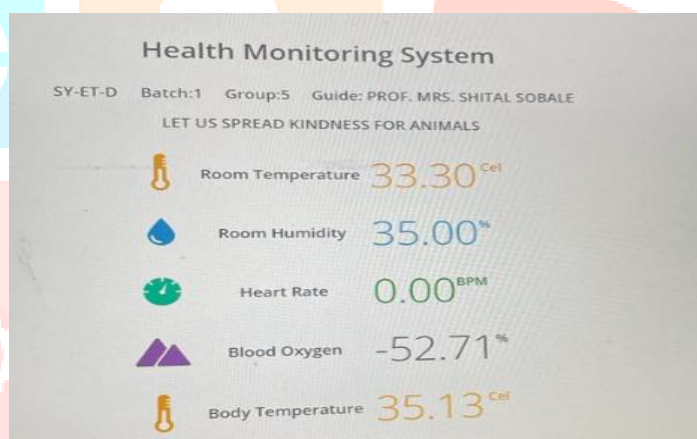 Health Monitoring System
SY-ET-D Batch:1 Group:5 Guide: PROF. MRS. SHITAL SOBALE
LET US SPREAD KINDNESS FOR ANIMALS
Room Temperature 33.30 Cel
Room Humidity 35.00 %
Heart Rate 0.00 BPM
Blood Oxygen -52.71 %
Body Temperature 35.13 Cel